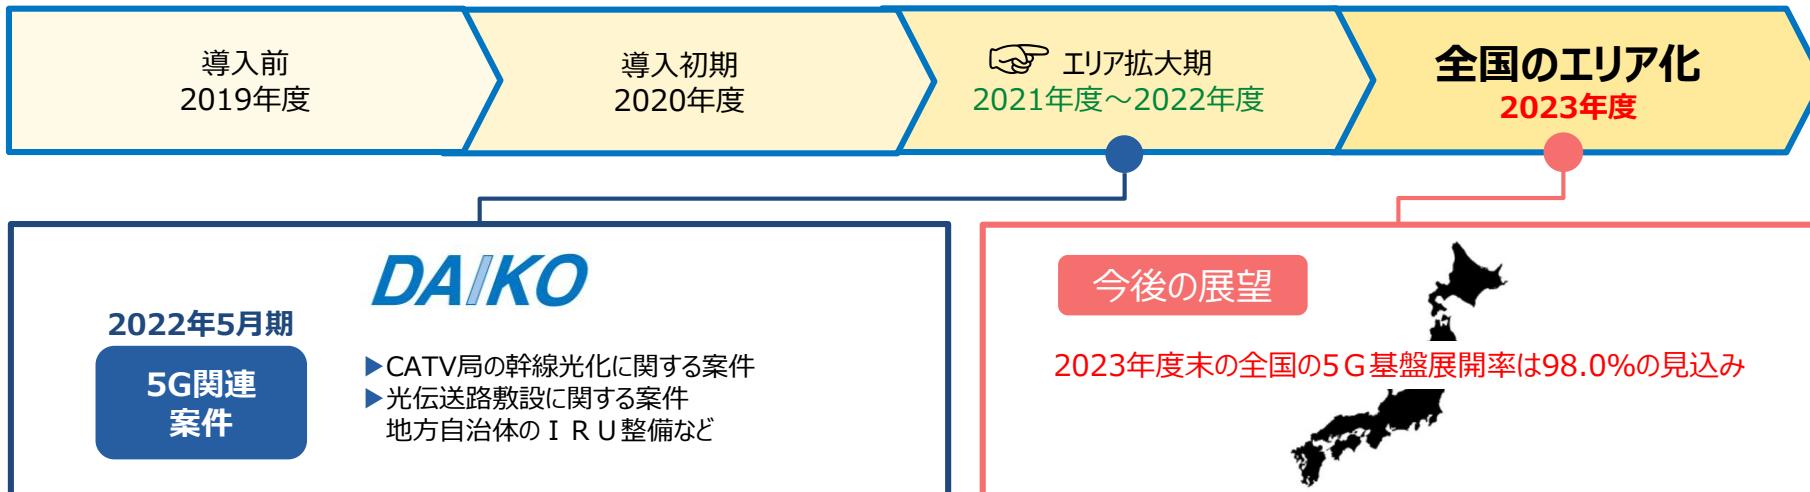 導入前
2019年度
導入初期
2020年度
エリア拡大期
2021年度～2022年度
全国のエリア化
2023年度
DAIKO
2022年5月期
5G関連
案件
▶CATV局の幹線光化に関する案件
▶光伝送路敷設に関する案件
地方自治体のＩＲＵ整備など
今後の展望
2023年度末の全国の5Ｇ基盤展開率は98.0%の見込み